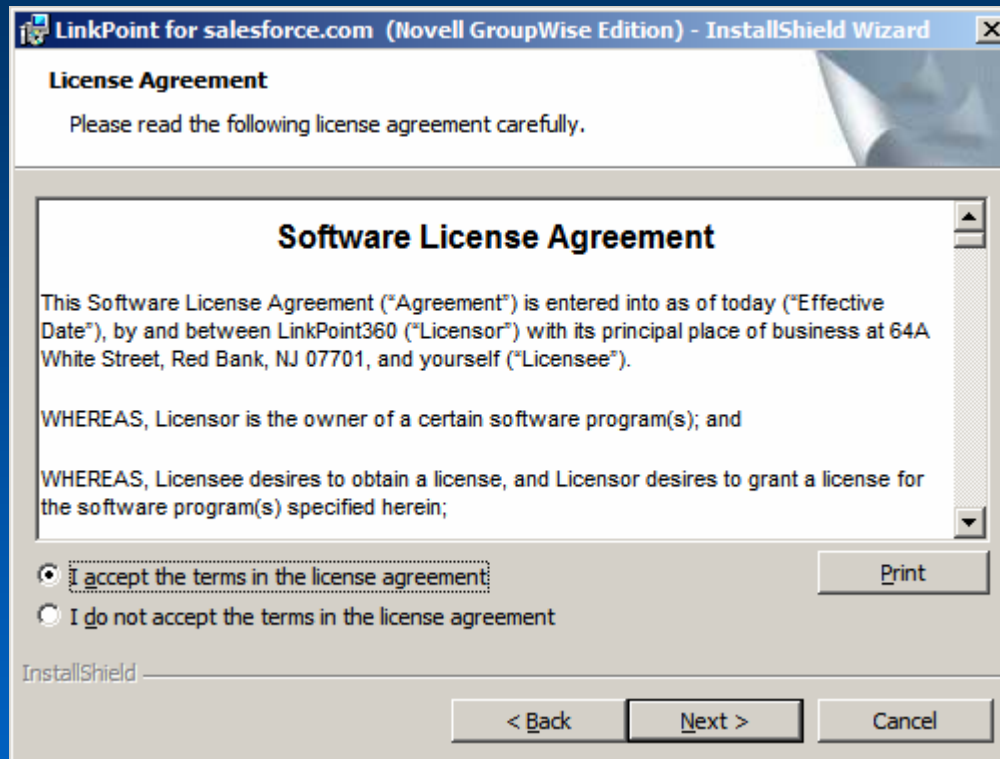 LinkPoint for salesforce.com (Novell GroupWise Edition) - InstallShield Wizard
License Agreement
Please read the following license agreement carefully.
Software License Agreement
This Software License Agreement (“Agreement”) is entered into as of today (“Effective
Date”), by and between LinkPoint360 (“Licensor”) with its principal place of business at 64A
White Street, Red Bank, NJ 07701, and yourself (“Licensee”).
WHEREAS, Licensor is the owner of a certain software program(s); and
WHEREAS, Licensee desires to obtain a license, and Licensor desires to grant a license for
the software program(s) specified herein;
I accept the terms in the license agreement
Print
I do not accept the terms in the license agreement
InstallShield
< Back
Next >
Cancel